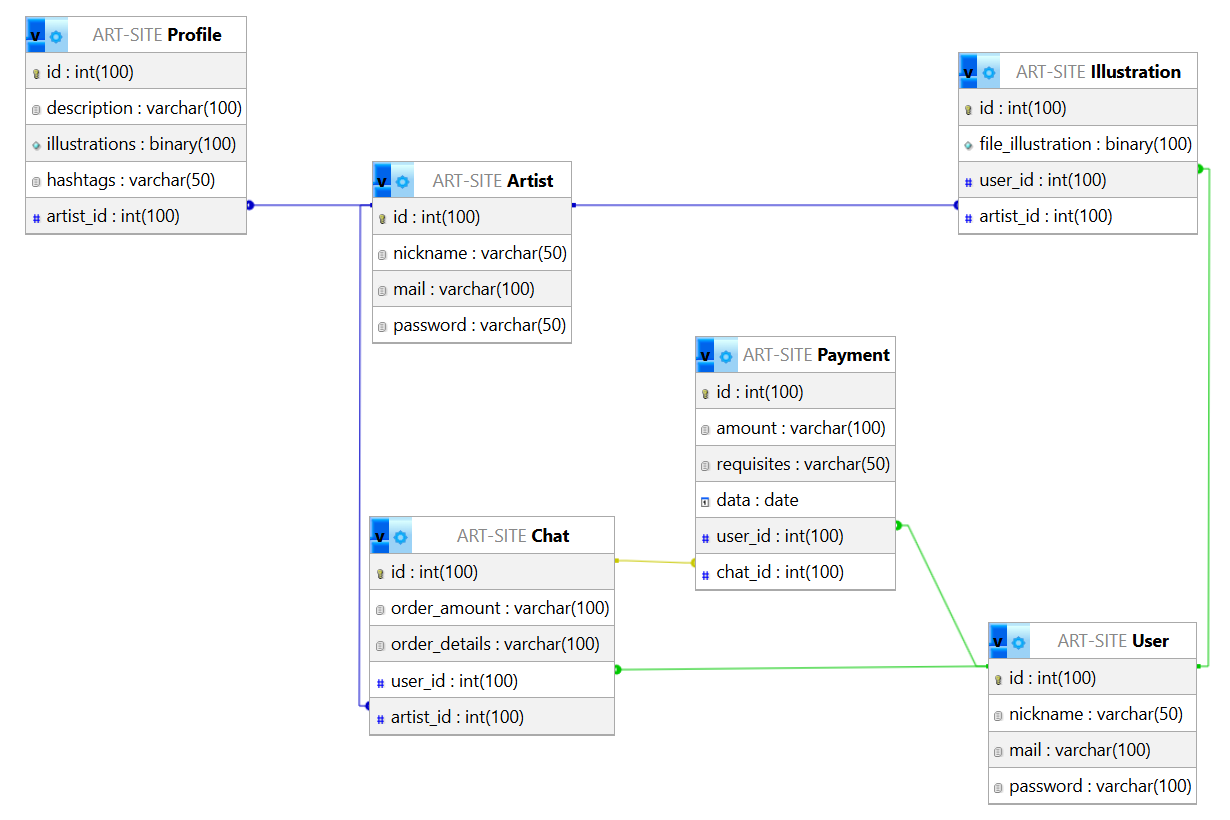 v ART-SITE Profile
id : int(100)
description : varchar(100)
illustrations : binary(100)
hashtags : varchar(50)
artist_id : int(100)
v ART-SITE Artist
id : int(100)
nickname : varchar(50)
mail : varchar(100)
password : varchar(50)
v ART-SITE Illustration
id : int(100)
file_illustration : binary(100)
# user_id : int(100)
# artist_id : int(100)
v ART-SITE Payment
id : int(100)
amount : varchar(100)
requisites : varchar(50)
data : date
# user_id : int(100)
# chat_id : int(100)
v ART-SITE Chat
id : int(100)
order_amount : varchar(100)
order_details : varchar(100)
# user_id : int(100)
# artist_id : int(100)
v ART-SITE User
id : int(100)
nickname : varchar(50)
mail : varchar(100)
password : varchar(100)